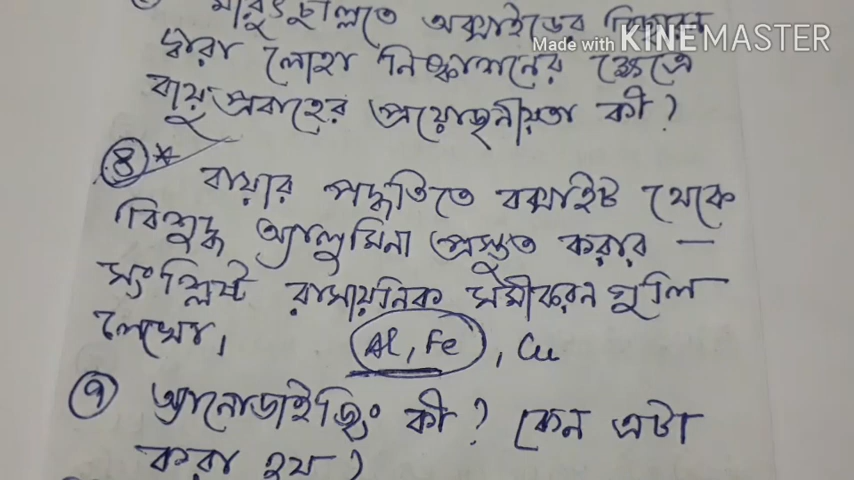 মারুৎচুল্লিতে অক্সাইডের বিজারণ
Made with KINEMASTER
দ্বারা লোহা নিষ্কাশনের ক্ষেত্রে
বায়ুপ্রবাহের প্রয়োজনীয়তা কী?
৪* বায়ার পদ্ধতিতে বক্সাইট থেকে
বিশুদ্ধ অ্যালুমিনা প্রস্তুত করার —
সংশ্লিষ্ট রাসায়নিক সমীকরন গুলি
লেখো। Al, Fe, Cu
৭ অ্যানোডাইজিং কী? কেন এটা
করা হয়?